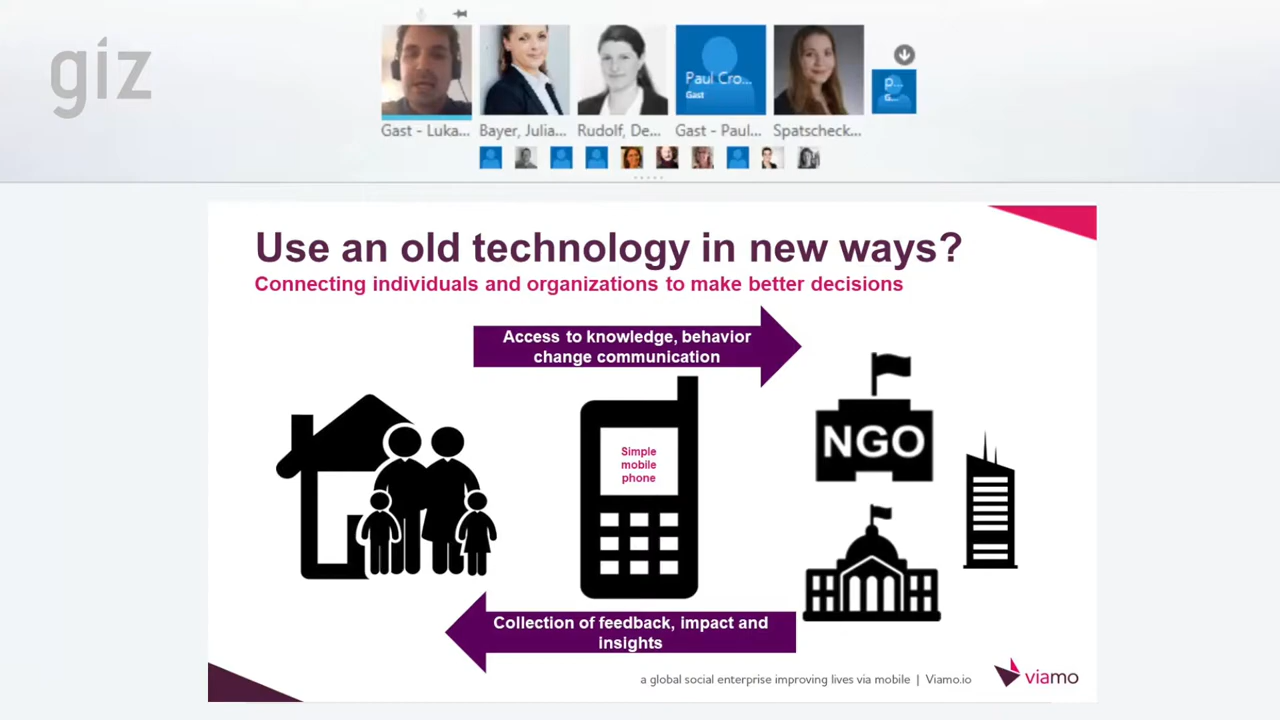 giz
Paul Cro...
Gast
p...
G...
Gast - Luka...
Bayer, Julia...
Rudolf, De...
Gast - Paul...
Spatscheck...
Use an old technology in new ways?
Connecting individuals and organizations to make better decisions
Access to knowledge, behavior
change communication
Simple
mobile
phone
NGO
Collection of feedback, impact and
insights
a global social enterprise improving lives via mobile | Viamo.io
viamo